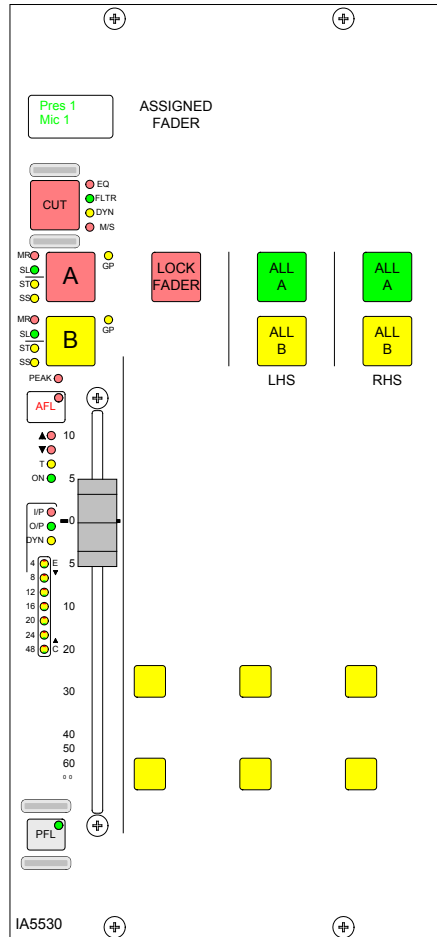 Pres 1
Mic 1
ASSIGNED
FADER
CUT
EQ
FLTR
DYN
M/S
MR
SL
ST
SS
A
GP
LOCK
FADER
ALL
A
ALL
A
MR
SL
ST
SS
B
GP
ALL
B
ALL
B
LHS
RHS
PEAK
AFL
▲
▼
T
ON
10
5
I/P
O/P
DYN
0
5
4 E
8 ▼
12
16
20
24 ▲
48 C
10
20
30
40
50
60
PFL
IA5530